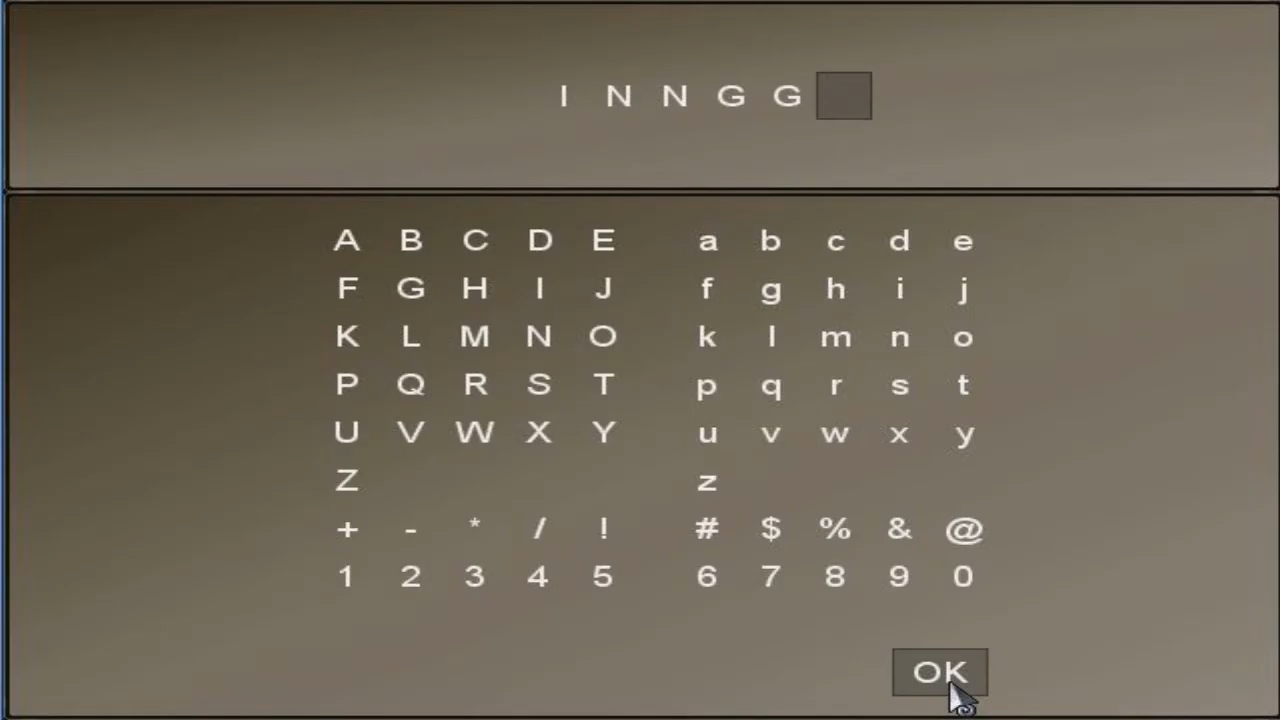 I N N G G
A B C D E a b c d e
F G H I J f g h i j
K L M N O k l m n o
P Q R S T p q r s t
U V W X Y u v w x y
Z z
+ - * / ! # $ % & @
1 2 3 4 5 6 7 8 9 0
OK